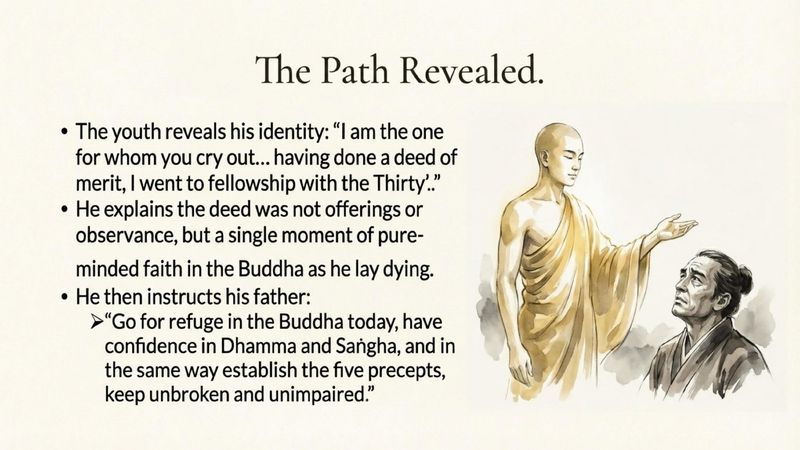 The Path Revealed.
• The youth reveals his identity: “I am the one
for whom you cry out... having done a deed of
merit, I went to fellowship with the Thirty’..”
• He explains the deed was not offerings or
observance, but a single moment of pure-
minded faith in the Buddha as he lay dying.
• He then instructs his father:
➢“Go for refuge in the Buddha today, have
confidence in Dhamma and Saṅgha, and in
the same way establish the five precepts,
keep unbroken and unimpaired.”